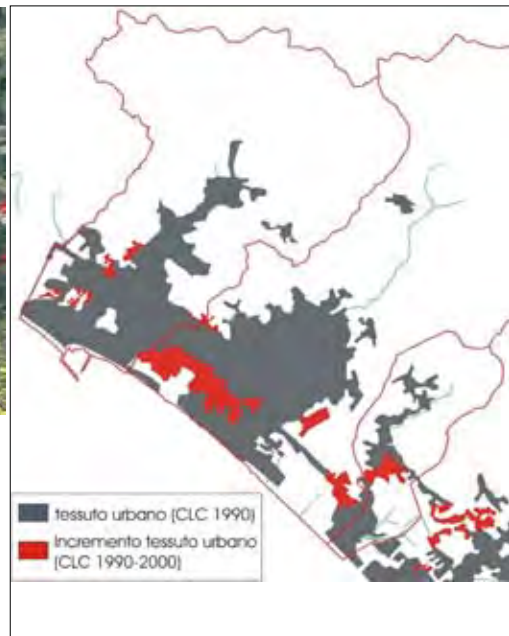 tessuto urbano (CLC 1990)
Incremento tessuto urbano
(CLC 1990-2000)